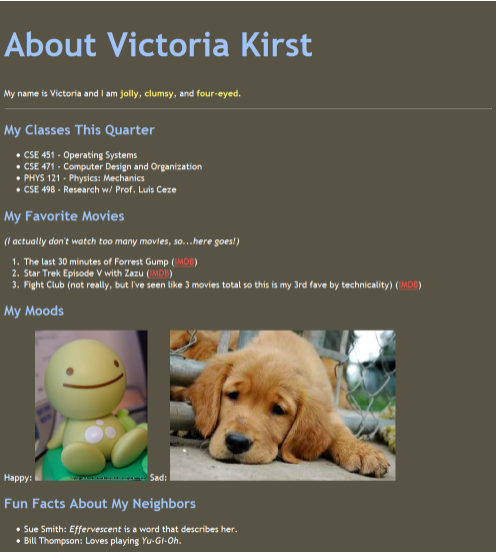 About Victoria Kirst
My name is Victoria and I am jolly, clumsy, and four-eyed.
My Classes This Quarter
• CSE 451 - Operating Systems
• CSE 471 - Computer Design and Organization
• PHYS 121 - Physics: Mechanics
• CSE 498 - Research w/ Prof. Luis Ceze
My Favorite Movies
(I actually don't watch too many movies, so...here goes!)
1. The last 30 minutes of Forrest Gump (IMDB)
2. Star Trek Episode V with Zazu (IMDB)
3. Fight Club (not really, but I've seen like 3 movies total so this is my 3rd fave by technicality) (IMDB)
My Moods
Happy: Sad:
Fun Facts About My Neighbors
• Sue Smith: Effervescent is a word that describes her.
• Bill Thompson: Loves playing Yu-Gi-Oh.